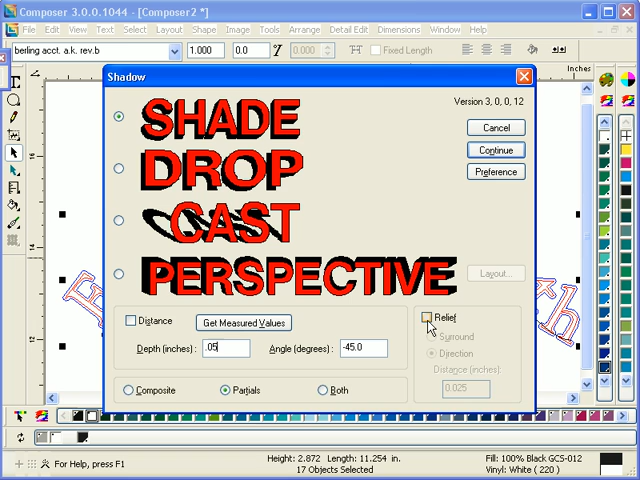 Composer 3.0.0.1044 - [Composer2 *]
File Edit View Text Select Layout Shape Image Tools Arrange Detail Edit Dimensions Window Help
berling acct. a.k. rev.b 1.000 0.0 0.000 Fixed Length
Inches
Shadow
Version 3, 0, 0, 12
SHADE
DROP
CAST
PERSPECTIVE
Cancel
Continue
Preference
Layout...
Distance
Get Measured Values
Depth (inches) : .05
Angle (degrees) : -45.0
Composite
Partials
Both
Relief
Surround
Direction
Distance (inches):
0.025
For Help, press F1
Height: 2.872 Length: 11.254 in.
17 Objects Selected
Fill: 100% Black GCS-012
Vinyl: White ( 220 )